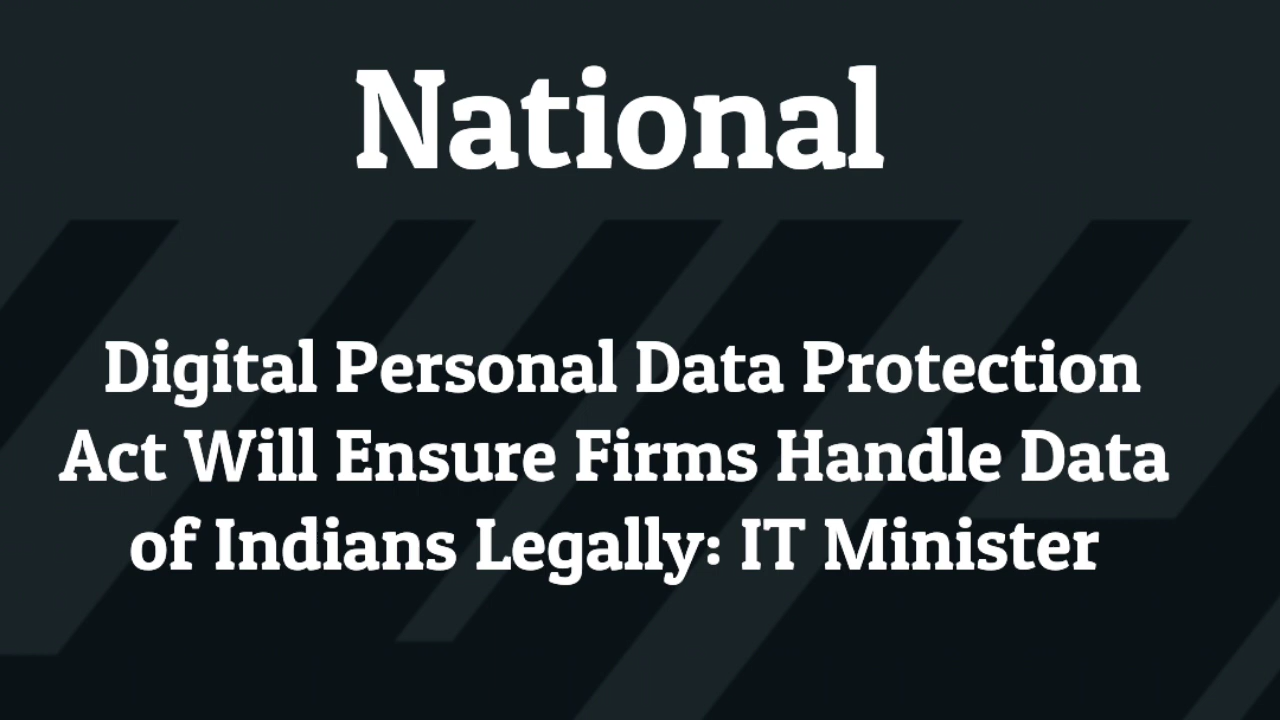 National
Digital Personal Data Protection
Act Will Ensure Firms Handle Data
of Indians Legally: IT Minister